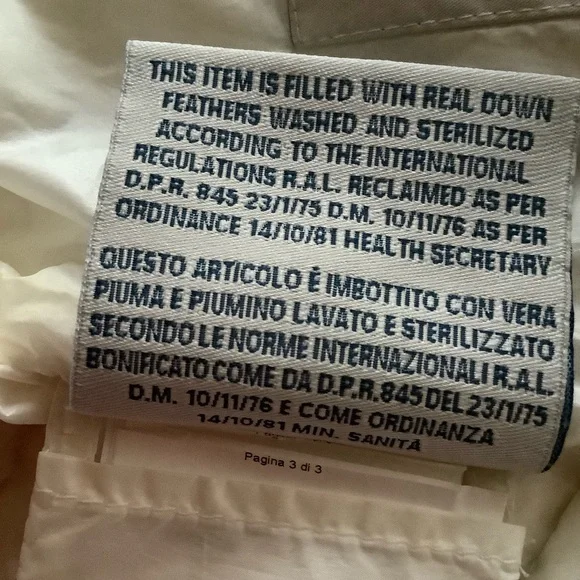 THIS ITEM IS FILLED WITH REAL DOWN
FEATHERS WASHED AND STERILIZED
ACCORDING TO THE INTERNATIONAL
REGULATIONS R.A.L. RECLAIMED AS PER
D.P.R. 845 23/1/75 D.M. 10/11/76 AS PER
ORDINANCE 14/10/81 HEALTH SECRETARY
QUESTO ARTICOLO È IMBOTTITO CON VERA
PIUMA E PIUMINO LAVATO E STERILIZZATO
SECONDO LE NORME INTERNAZIONALI R.A.L.
BONIFICATO COME DA D.P.R.845 DEL 23/1/75
D.M. 10/11/76 E COME ORDINANZA
14/10/81 MIN. SANITÀ
Pagina 3 di 3